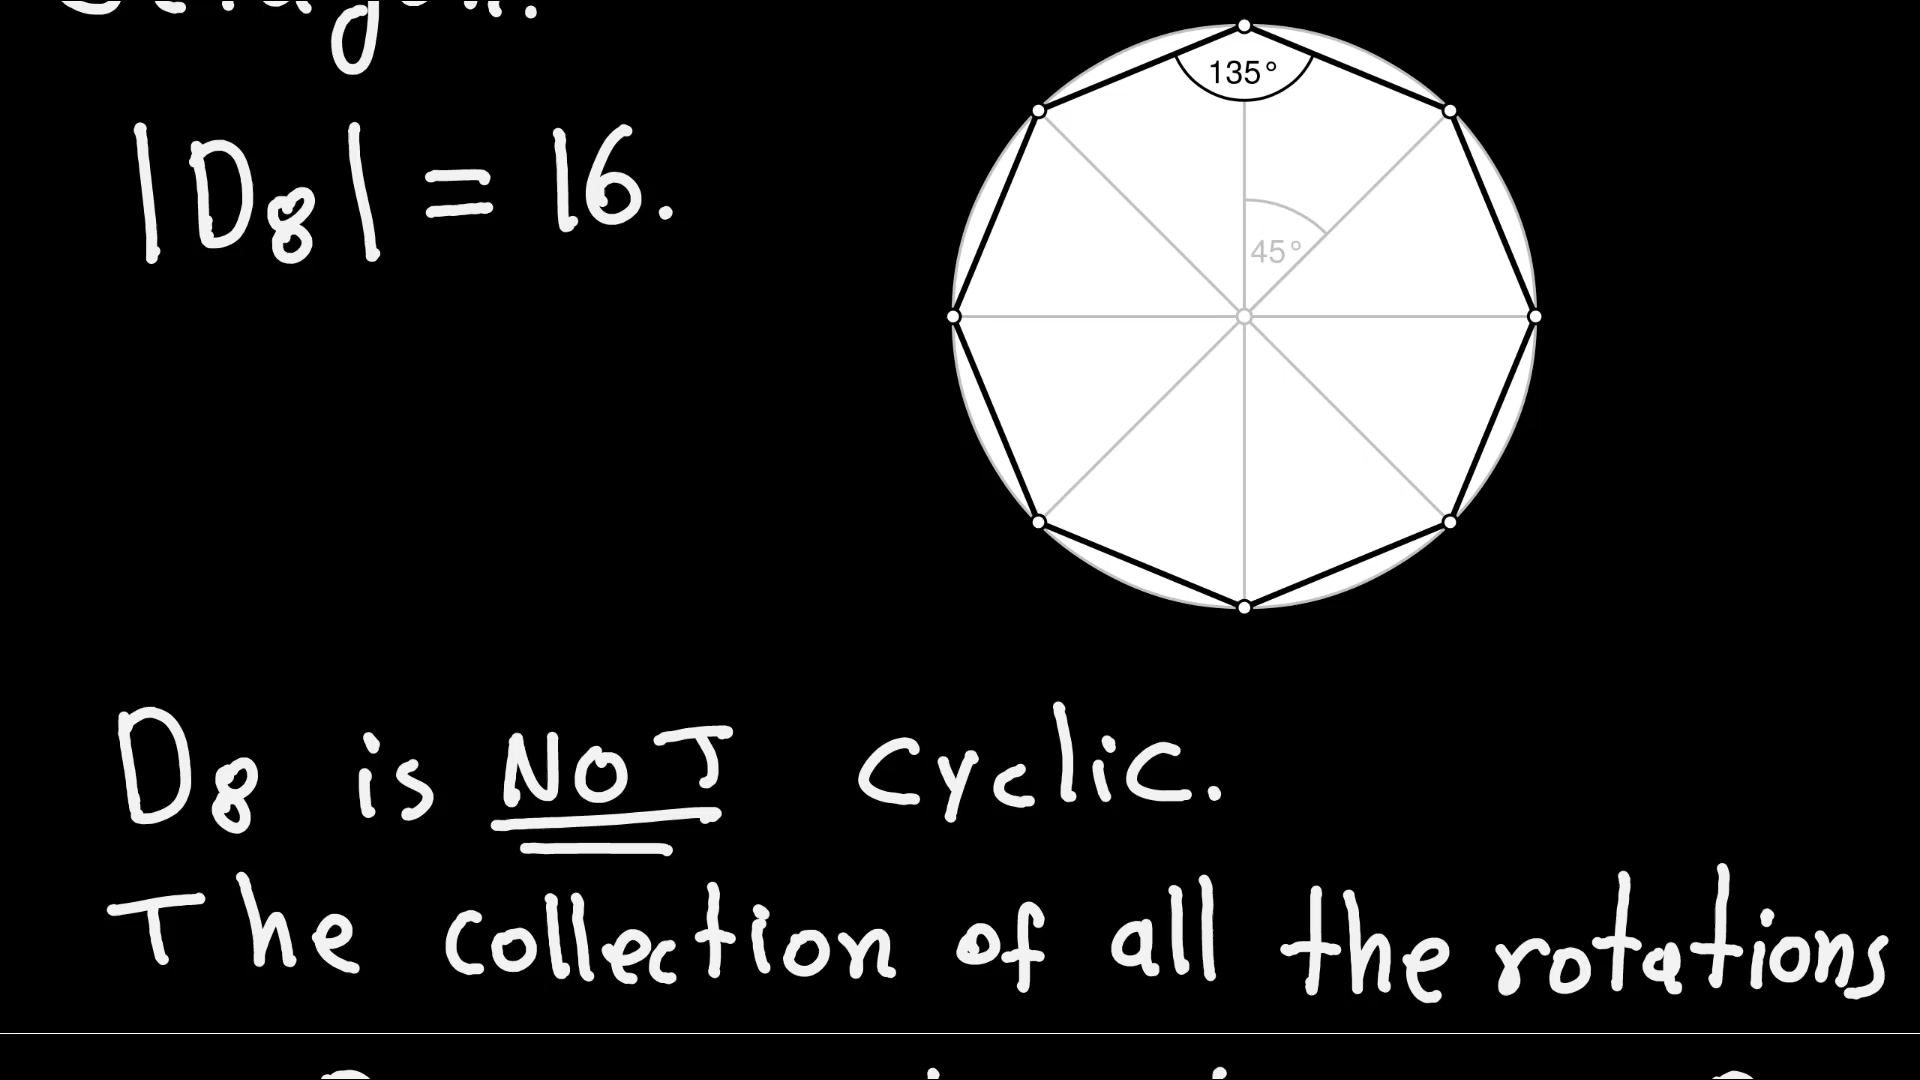 135°
|D8| = 16.
45°
D8 is NOT cyclic.
The collection of all the rotations